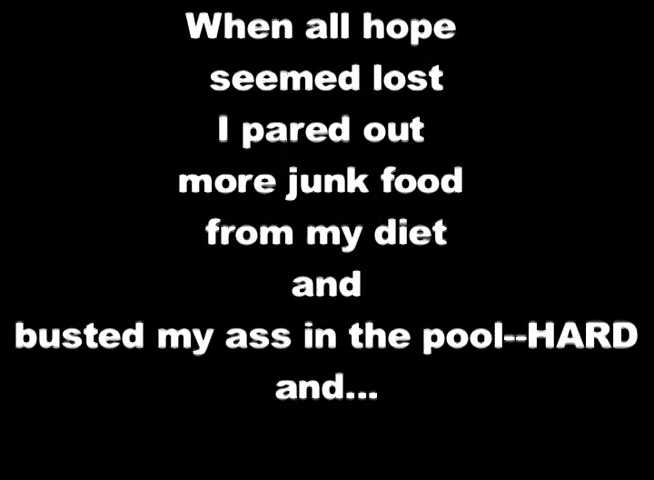 When all hope
seemed lost
I pared out
more junk food
from my diet
and
busted my ass in the pool--HARD
and...